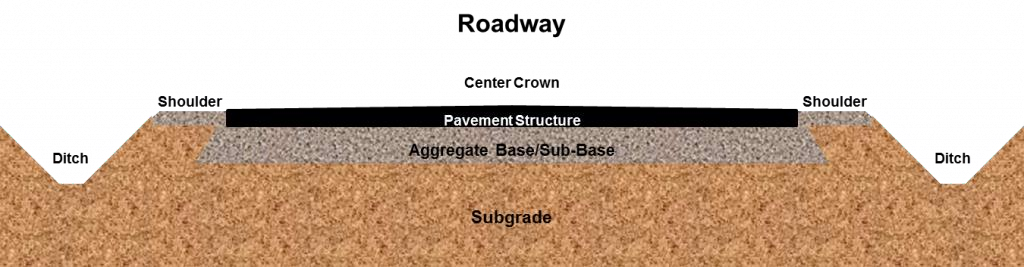 Roadway
Center Crown
Shoulder
Shoulder
Pavement Structure
Aggregate Base/Sub-Base
Ditch
Ditch
Subgrade